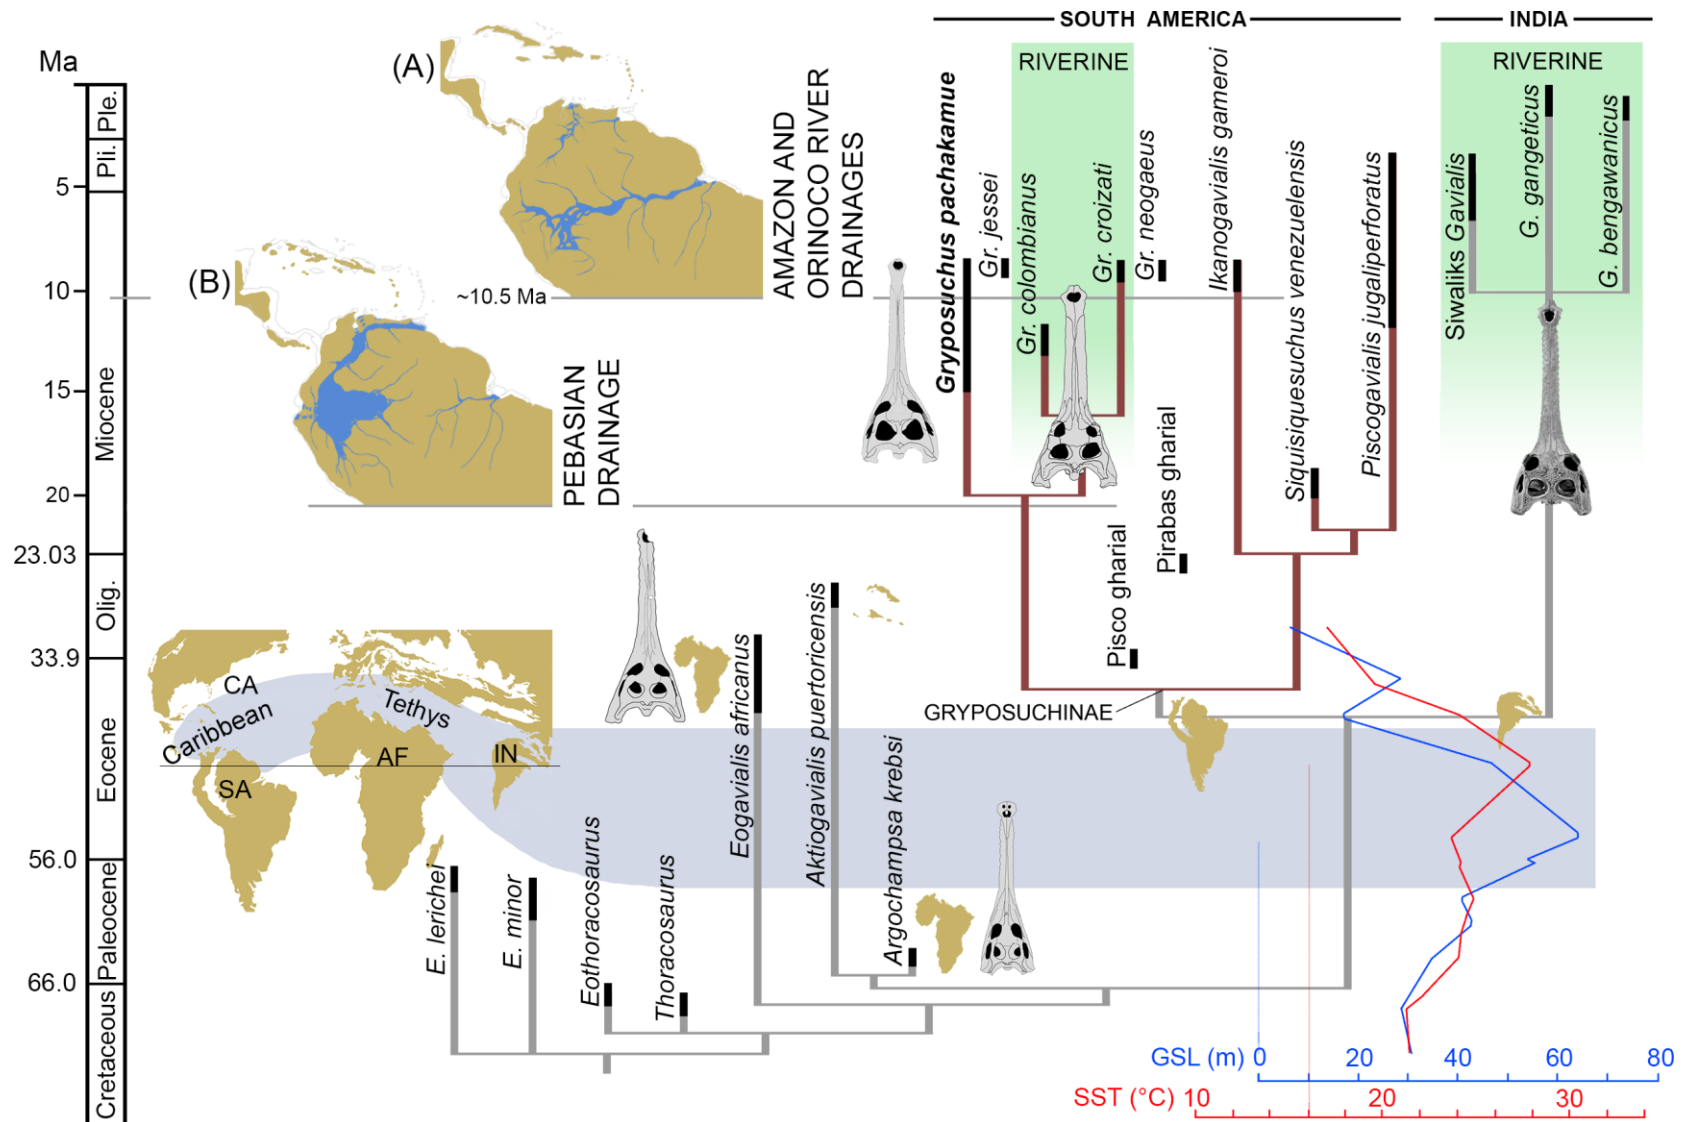 SOUTH AMERICA
INDIA
Ma
(A)
RIVERINE
RIVERINE
Ple.
Pli.
5
10
Miocene
15
20
23.03
Olig.
33.9
Eocene
56.0
Paleocene
66.0
Cretaceous
(B)
~10.5 Ma
AMAZON AND
ORINOCO RIVER
DRAINAGES
PEBASIAN
DRAINAGE
Gryposuchus pachakamue
Gr. jessei
Gr. colombianus
Gr. croizati
Gr. neogaeus
Ikanogavialis gameroi
Siquisiquesuchus venezuelensis
Piscogavialis jugaliperforatus
Siwaliks Gavialis
G. gangeticus
G. bengawanicus
Pisco gharial
Pirabas gharial
GRYPOSUCHINAE
CA
Caribbean
Tethys
SA
AF
IN
E. lerichei
E. minor
Eothoracosaurus
Thoracosaurus
Eogavialis africanus
Aktiogavialis puertoricensis
Argochampsa krebsi
GSL (m) 0 20 40 60 80
SST (°C) 10 20 30